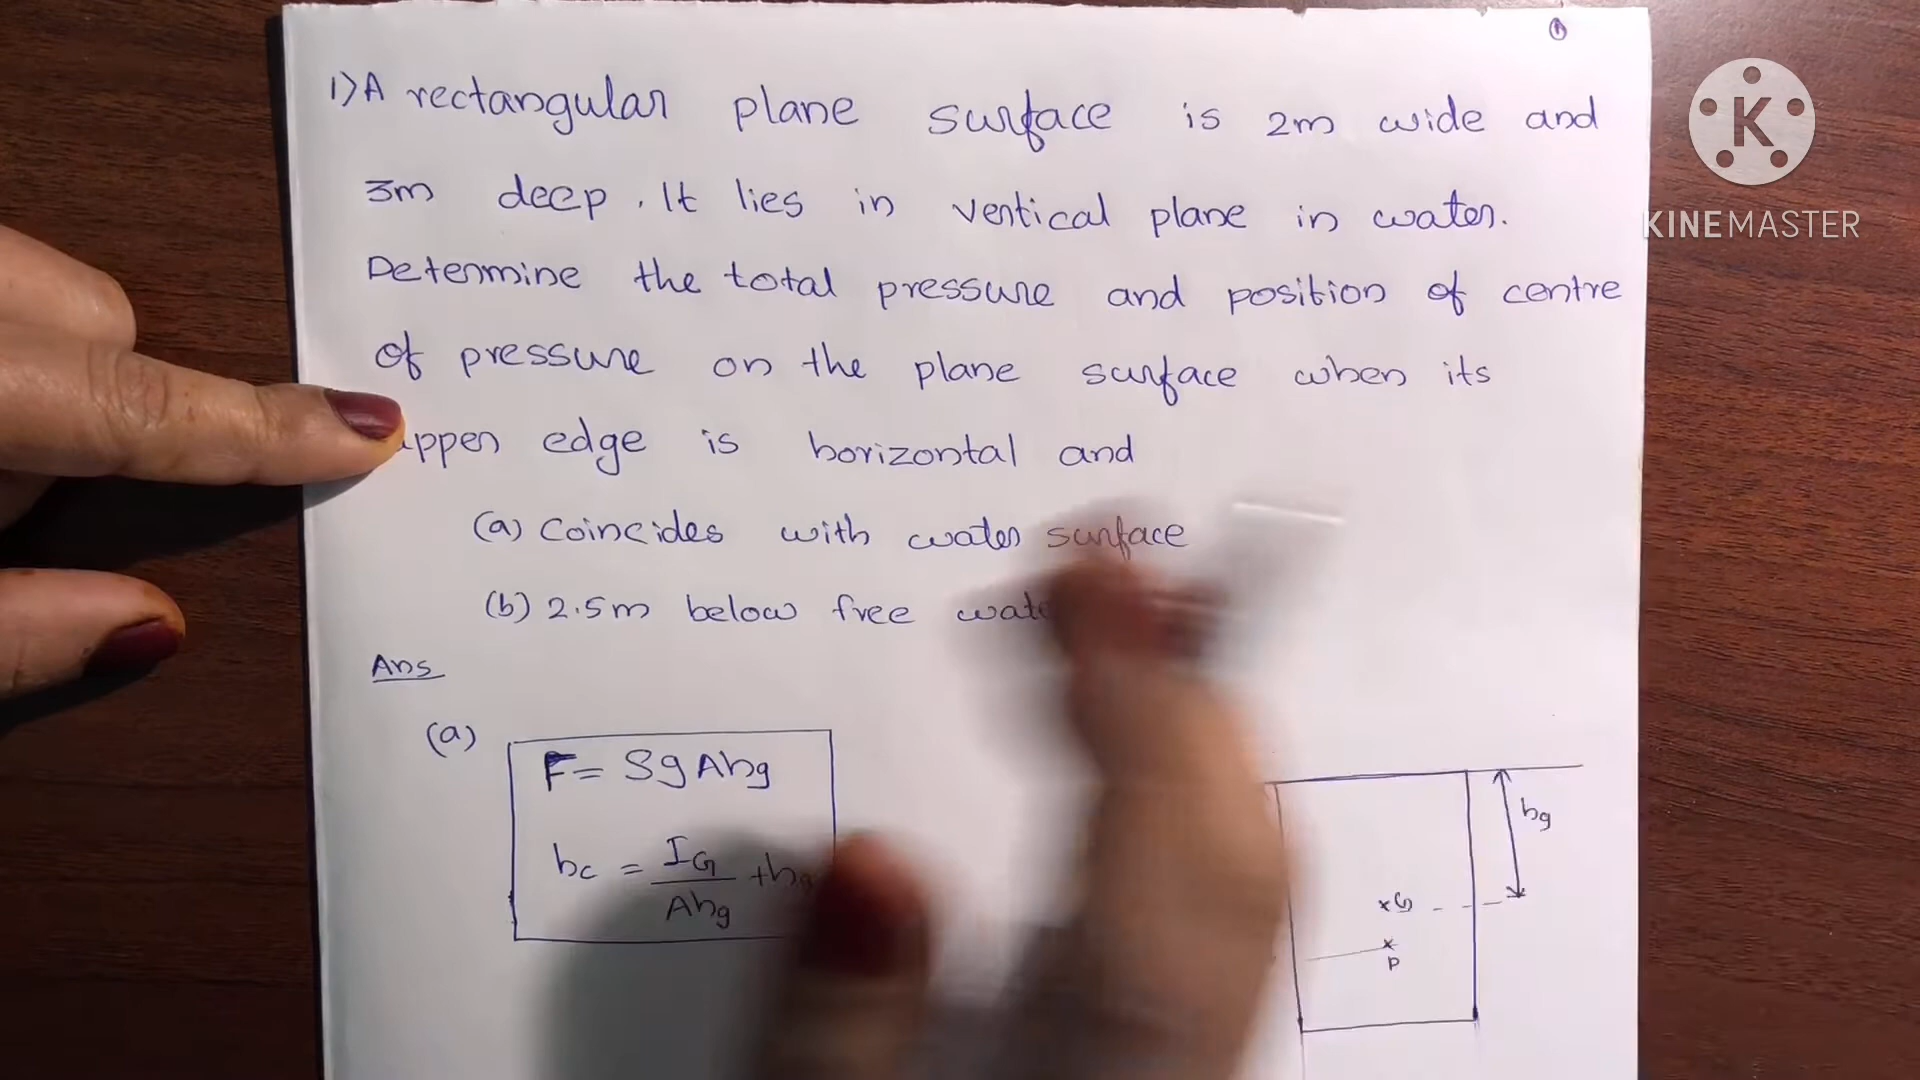 1
1) A rectangular plane surface is 2m wide and
3m deep. It lies in vertical plane in water.
Determine the total pressure and position of centre
of pressure on the plane surface when its
upper edge is horizontal and
(a) Coincides with water surface
(b) 2.5m below free
Ans
(a)
F = ρgAhg
hc = IG/Ahg + hg
hg
G
P
K
KINEMASTER